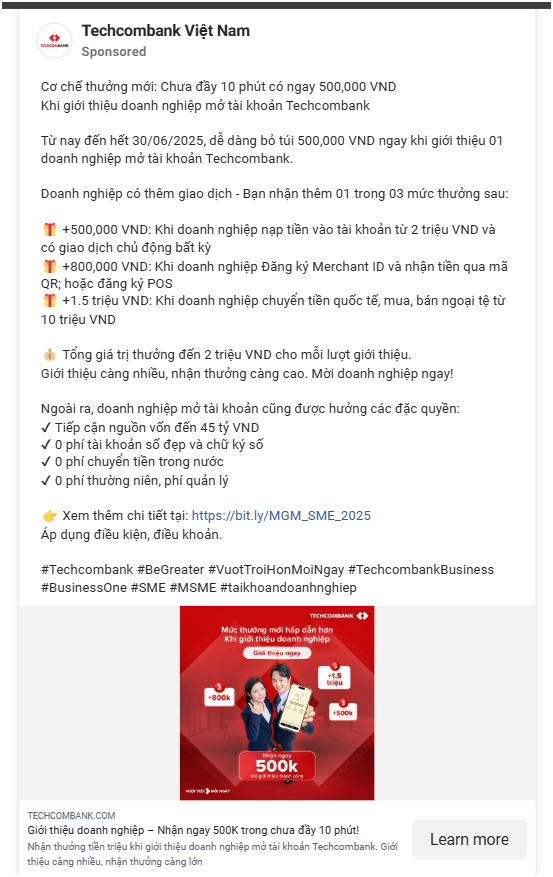 Techcombank Việt Nam
Sponsored
TECHCOMBANK
Cơ chế thưởng mới: Chưa đầy 10 phút có ngay 500,000 VND
Khi giới thiệu doanh nghiệp mở tài khoản Techcombank
Từ nay đến hết 30/06/2025, dễ dàng bỏ túi 500,000 VND ngay khi giới thiệu 01
doanh nghiệp mở tài khoản Techcombank.
Doanh nghiệp có thêm giao dịch - Bạn nhận thêm 01 trong 03 mức thưởng sau:
🎁 +500,000 VND: Khi doanh nghiệp nạp tiền vào tài khoản từ 2 triệu VND và
có giao dịch chủ động bất kỳ
🎁 +800,000 VND: Khi doanh nghiệp Đăng ký Merchant ID và nhận tiền qua mã
QR; hoặc đăng ký POS
🎁 +1.5 triệu VND: Khi doanh nghiệp chuyển tiền quốc tế, mua, bán ngoại tệ từ
10 triệu VND
💰 Tổng giá trị thưởng đến 2 triệu VND cho mỗi lượt giới thiệu.
Giới thiệu càng nhiều, nhận thưởng càng cao. Mời doanh nghiệp ngay!
Ngoài ra, doanh nghiệp mở tài khoản cũng được hưởng các đặc quyền:
✓ Tiếp cận nguồn vốn đến 45 tỷ VND
✓ 0 phí tài khoản số đẹp và chữ ký số
✓ 0 phí chuyển tiền trong nước
✓ 0 phí thường niên, phí quản lý
👉 Xem thêm chi tiết tại: https://bit.ly/MGM_SME_2025
Áp dụng điều kiện, điều khoản.
#Techcombank #BeGreater #VuotTroiHonMoiNgay #TechcombankBusiness
#BusinessOne #SME #MSME #taikhoandoanhnghiep
TECHCOMBANK
Mức thưởng mới hấp dẫn hơn
Khi giới thiệu doanh nghiệp
Giới thiệu ngay
$
+1.5
triệu
$
+800k
$
+500k
Nhận ngay
500k
khi giới thiệu thành công
VƯỢT TRỘI MỖI NGÀY
TECHCOMBANK.COM
Giới thiệu doanh nghiệp – Nhận ngay 500K trong chưa đầy 10 phút!
Nhận thưởng tiền triệu khi giới thiệu doanh nghiệp mở tài khoản Techcombank. Giới
thiệu càng nhiều, nhận thưởng càng lớn
Learn more